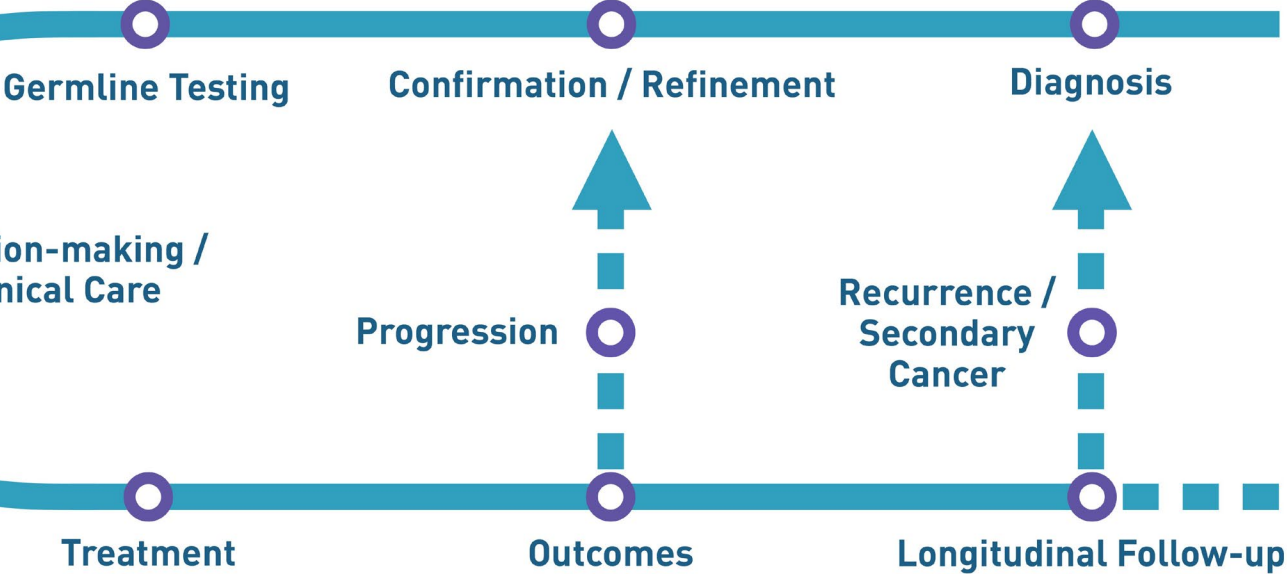 Germline Testing
Confirmation / Refinement
Diagnosis
ion-making /
nical Care
Progression
Recurrence /
Secondary
Cancer
Treatment
Outcomes
Longitudinal Follow-up